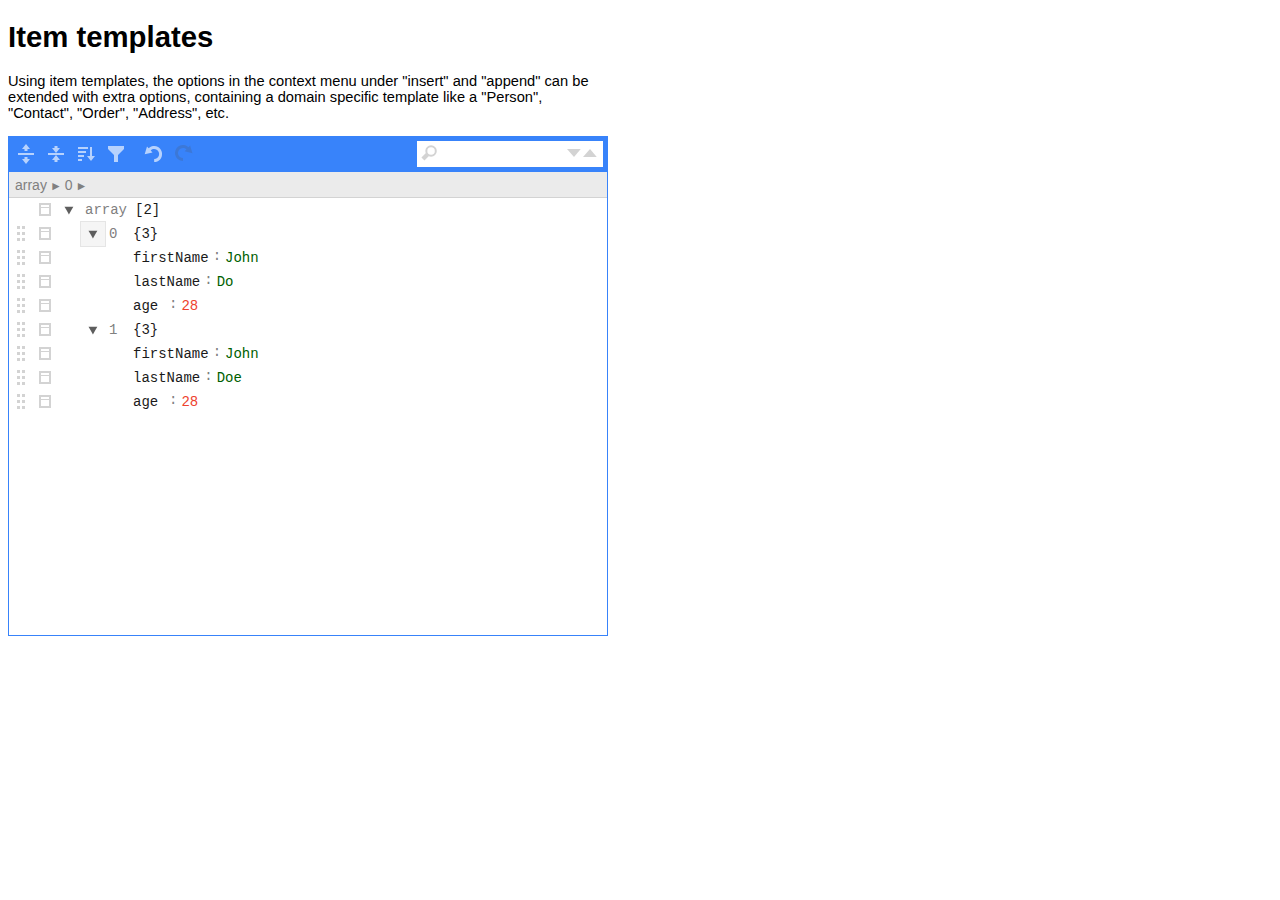 Item templates
Using item templates, the options in the context menu under "insert" and "append" can be
extended with extra options, containing a domain specific template like a "Person",
"Contact", "Order", "Address", etc.
array ► 0 ►
array [2]
0 {3}
firstName : John
lastName : Do
age : 28
1 {3}
firstName : John
lastName : Doe
age : 28